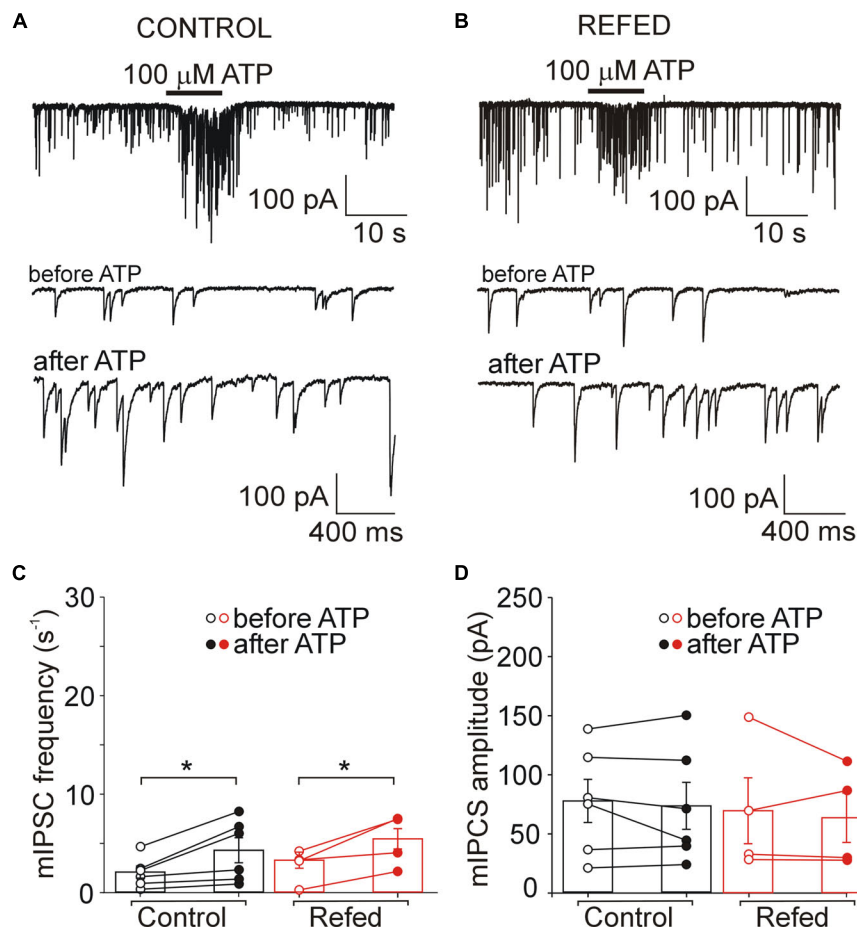 A
CONTROL
100 μM ATP
100 pA
10 s
before ATP
after ATP
100 pA
400 ms
B
REFED
100 μM ATP
100 pA
10 s
before ATP
after ATP
100 pA
400 ms
C
mIPSC frequency (s⁻¹)
30
20
10
0
before ATP
after ATP
*
*
Control
Refed
D
mIPCS amplitude (pA)
250
200
150
100
50
0
before ATP
after ATP
Control
Refed